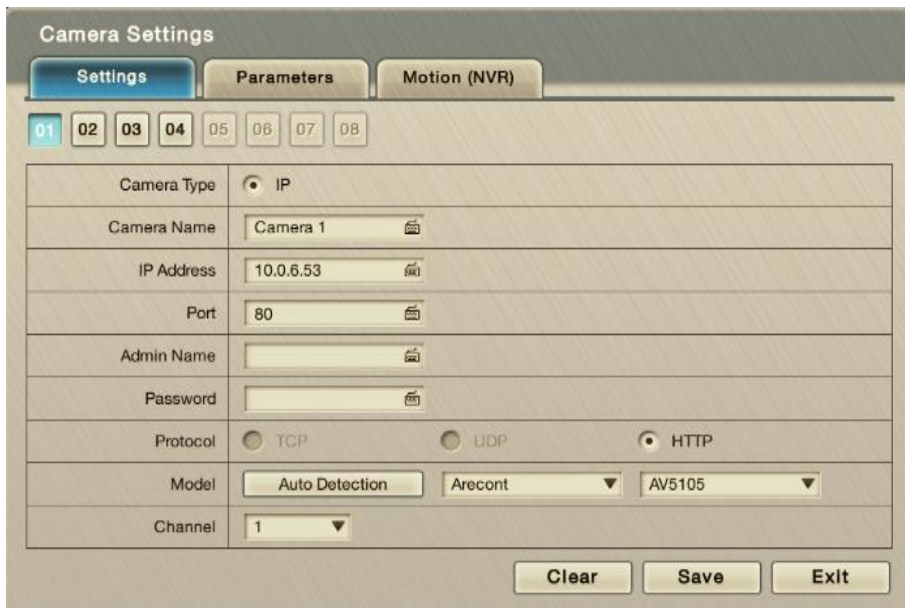 Camera Settings
Settings Parameters Motion (NVR)
01 02 03 04 05 06 07 08
Camera Type IP
Camera Name Camera 1
IP Address 10.0.6.53
Port 80
Admin Name
Password
Protocol TCP UDP HTTP
Model Auto Detection Arecont AV5105
Channel 1
Clear Save Exit